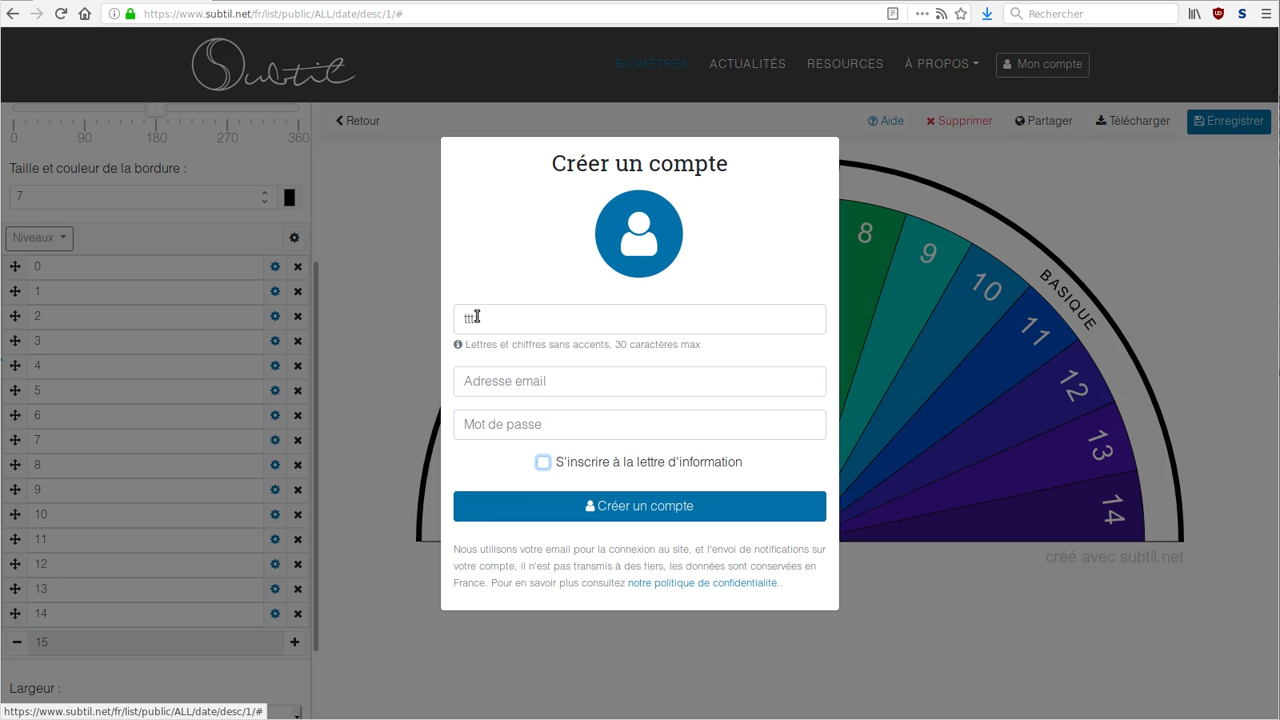 https://www.subtil.net/fr/list/public/ALL/date/desc/1/#
Rechercher
Subtil
BIOMÈTRES
ACTUALITÉS
RESOURCES
À PROPOS
Mon compte
0 90 180 270 360
Taille et couleur de la bordure :
7
Niveaux
0
1
2
3
4
5
6
7
8
9
10
11
12
13
14
15
Largeur :
https://www.subtil.net/fr/list/public/ALL/date/desc/1/#
Retour
Aide
Supprimer
Partager
Télécharger
Enregistrer
Créer un compte
ttt
Lettres et chiffres sans accents, 30 caractères max
Adresse email
Mot de passe
S'inscrire à la lettre d'information
Créer un compte
Nous utilisons votre email pour la connexion au site, et l'envoi de notifications sur
votre compte, il n'est pas transmis à des tiers, les données sont conservées en
France. Pour en savoir plus consultez notre politique de confidentialité..
8
9
10
11
12
13
14
BASIQUE
créé avec subtil.net